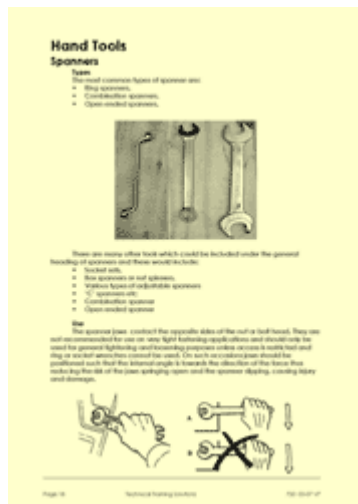 Hand Tools
Spanners
Types
The most common types of spanner are:
• Ring spanners,
• Combination spanners,
• Open ended spanners,
There are many other tools which could be included under the general
heading of spanners and these would include:
• Socket sets,
• Box spanners or nut spinners,
• Various types of adjustable spanners
• "C" spanners etc
• Combination spanner
• Open ended spanner
Use
The spanner jaws contact the opposite sides of the nut or bolt head. They are
not recommended for use on very tight fastening applications and should only be
used for general tightening and loosening purposes unless access is restricted and
ring or socket wrenches cannot be used. On such occasions jaws should be
positioned such that the internal angle is towards the direction of the force thus
reducing the risk of the jaws springing open and the spanner slipping, causing injury
and damage.
A
B
Page 18
Technical Training Solutions